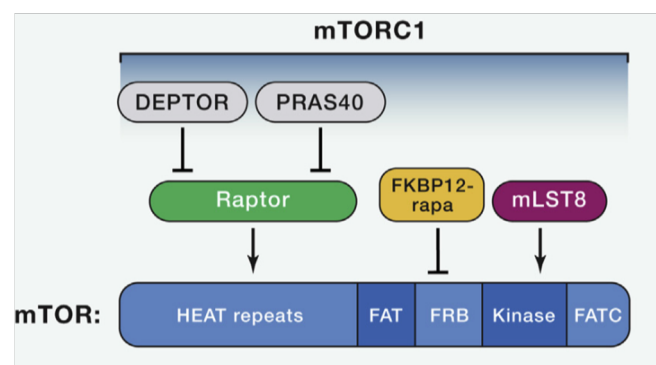 mTORC1
DEPTOR
PRAS40
Raptor
FKBP12-
rapa
mLST8
mTOR:
HEAT repeats
FAT
FRB
Kinase
FATC